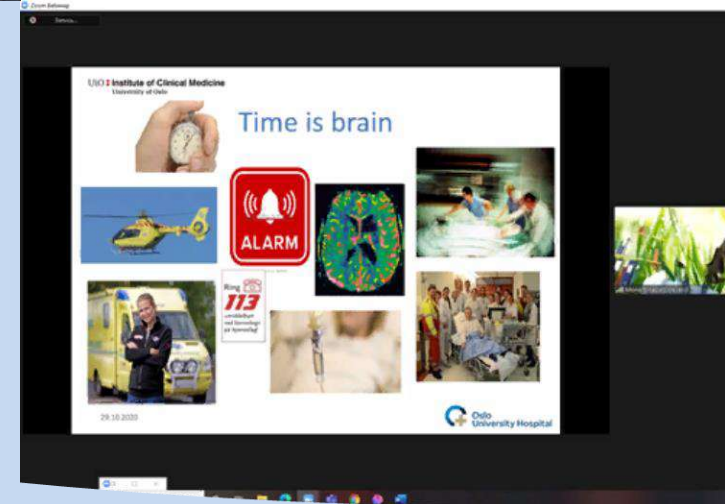 UiO Institute of Clinical Medicine
University of Oslo
Time is brain
ALARM
Ring
113
29.10.2020
Oslo
University Hospital